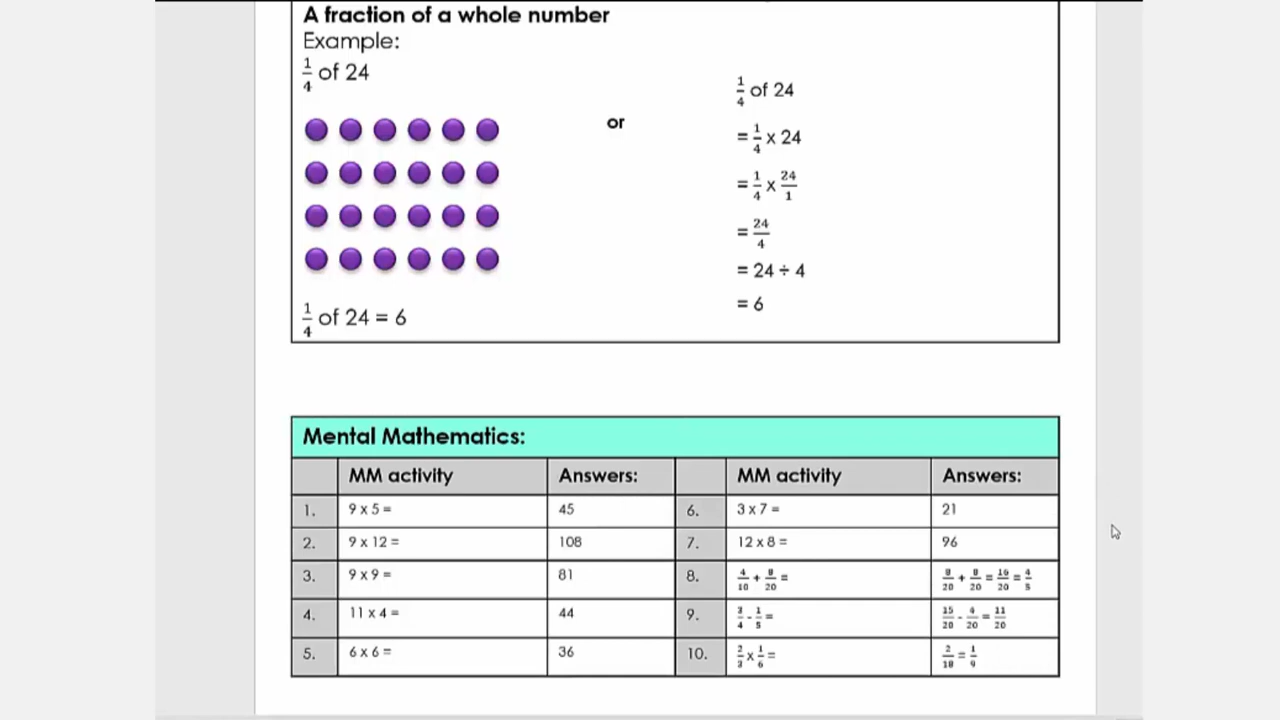 A fraction of a whole number
Example:
1/4 of 24
or
1/4 of 24 = 6
1/4 of 24
= 1/4 x 24
= 1/4 x 24/1
= 24/4
= 24 ÷ 4
= 6
Mental Mathematics:
MM activity Answers: MM activity Answers:
1. 9 x 5 = 45 6. 3 x 7 = 21
2. 9 x 12 = 108 7. 12 x 8 = 96
3. 9 x 9 = 81 8. 4/10 + 8/20 = 8/20 + 8/20 = 16/20 = 4/5
4. 11 x 4 = 44 9. 3/4 - 1/5 = 15/20 - 4/20 = 11/20
5. 6 x 6 = 36 10. 2/3 x 1/6 = 2/18 = 1/9